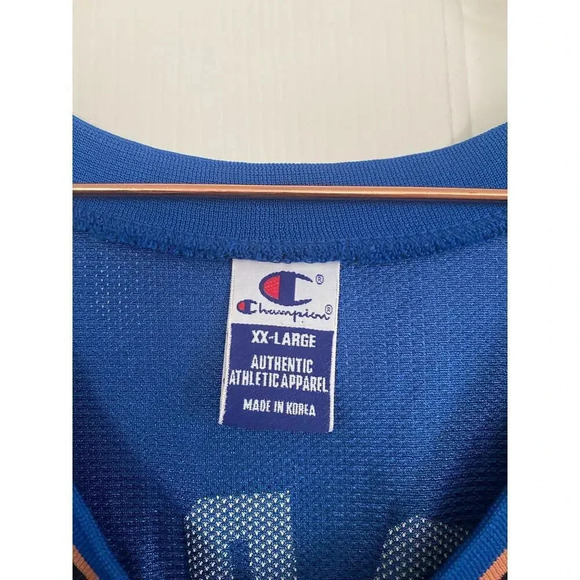 Champion
XX-LARGE
AUTHENTIC
ATHLETIC APPAREL
MADE IN KOREA